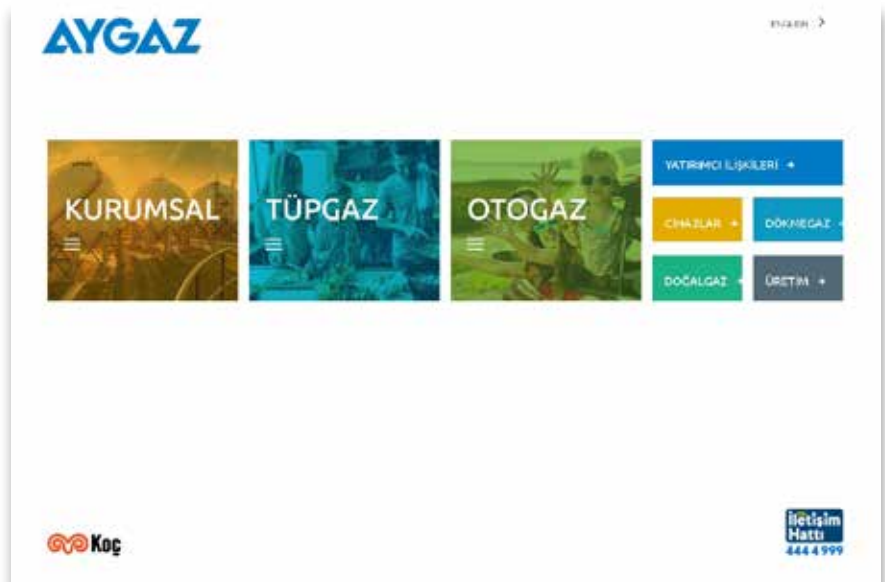 AYGAZ
ENGLISH
KURUMSAL
TÜPGAZ
OTOGAZ
YATIRIMCI İLİŞKİLERİ
CİHAZLAR
DÖKMEGAZ
DOĞALGAZ
ÜRETİM
Koç
İletişim
Hattı
444 4 999